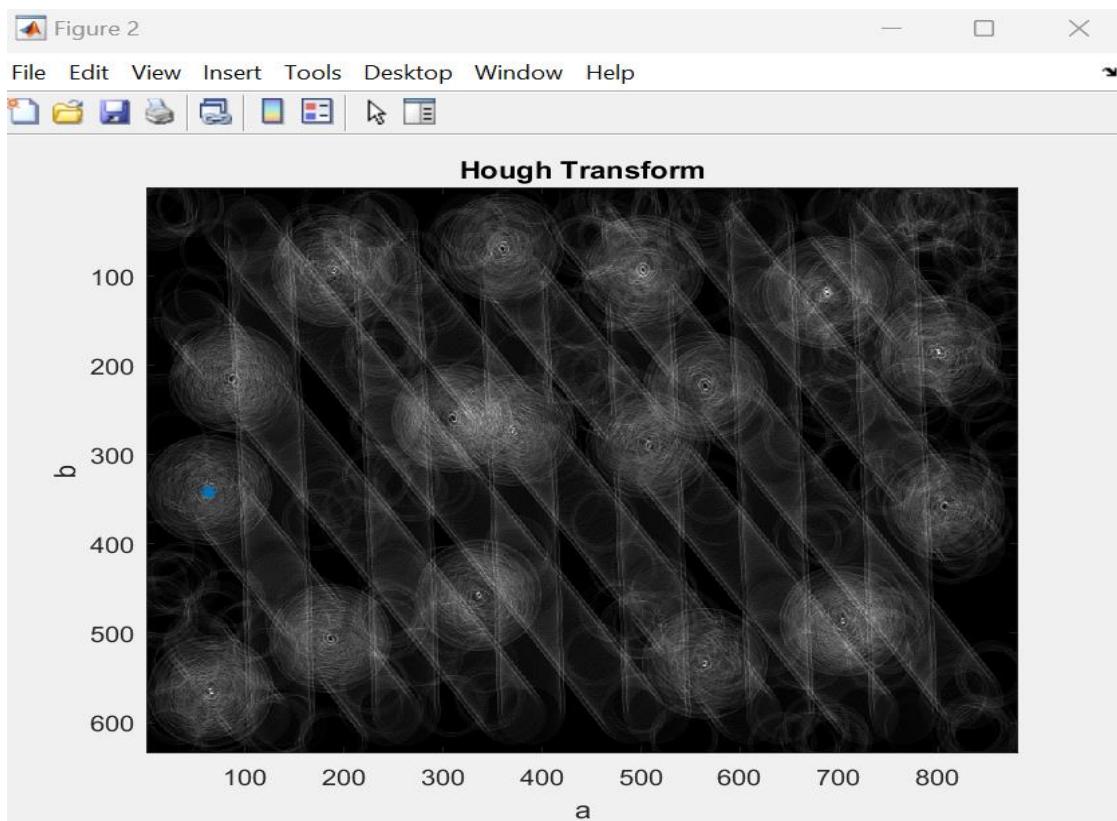 Figure 2
File Edit View Insert Tools Desktop Window Help
Hough Transform
100
200
300
400
500
600
b
100 200 300 400 500 600 700 800
a